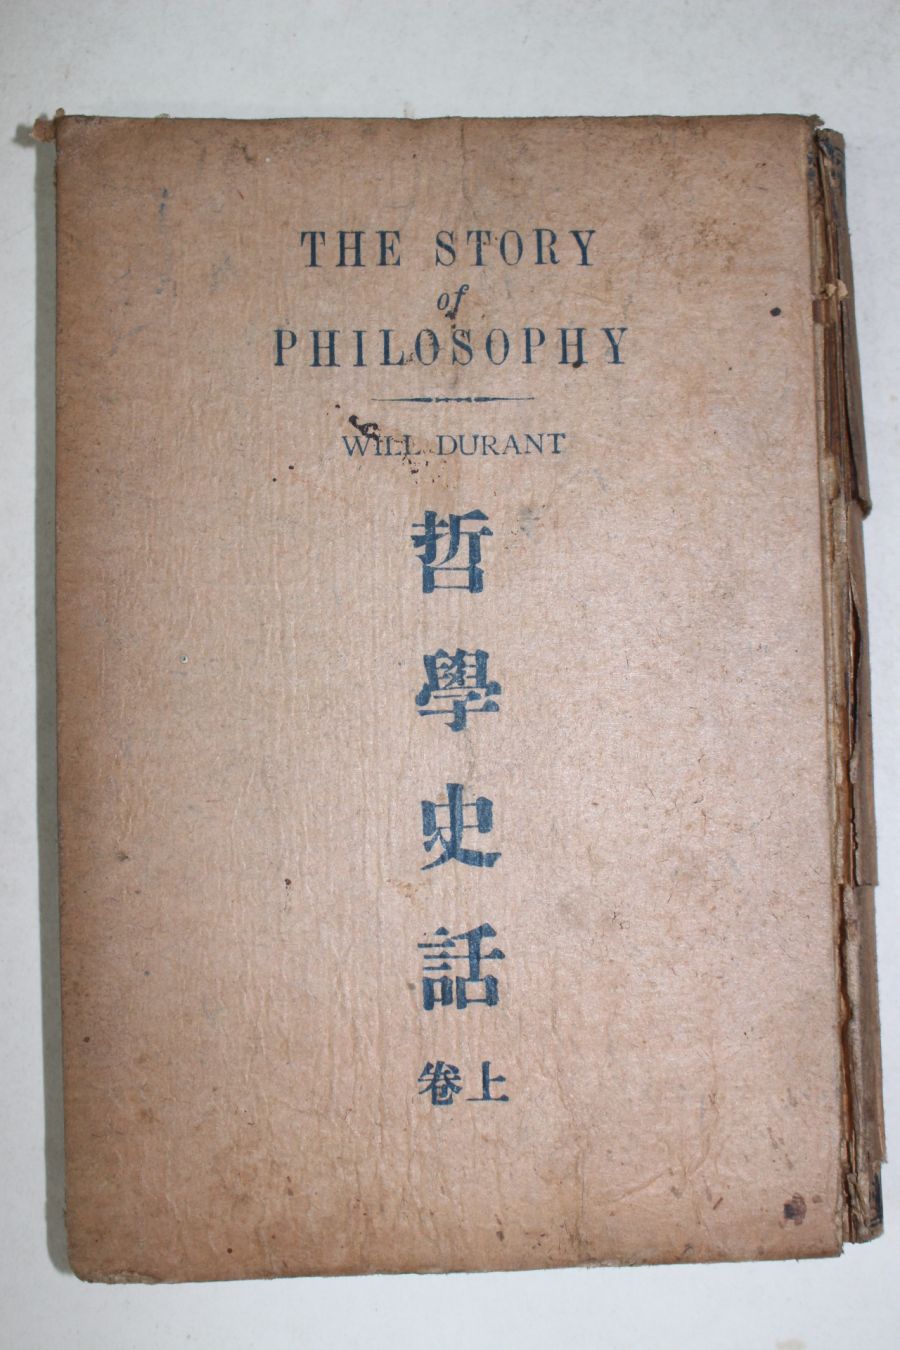 THE STORY
of
PHILOSOPHY
WILL DURANT
哲學史話
上卷